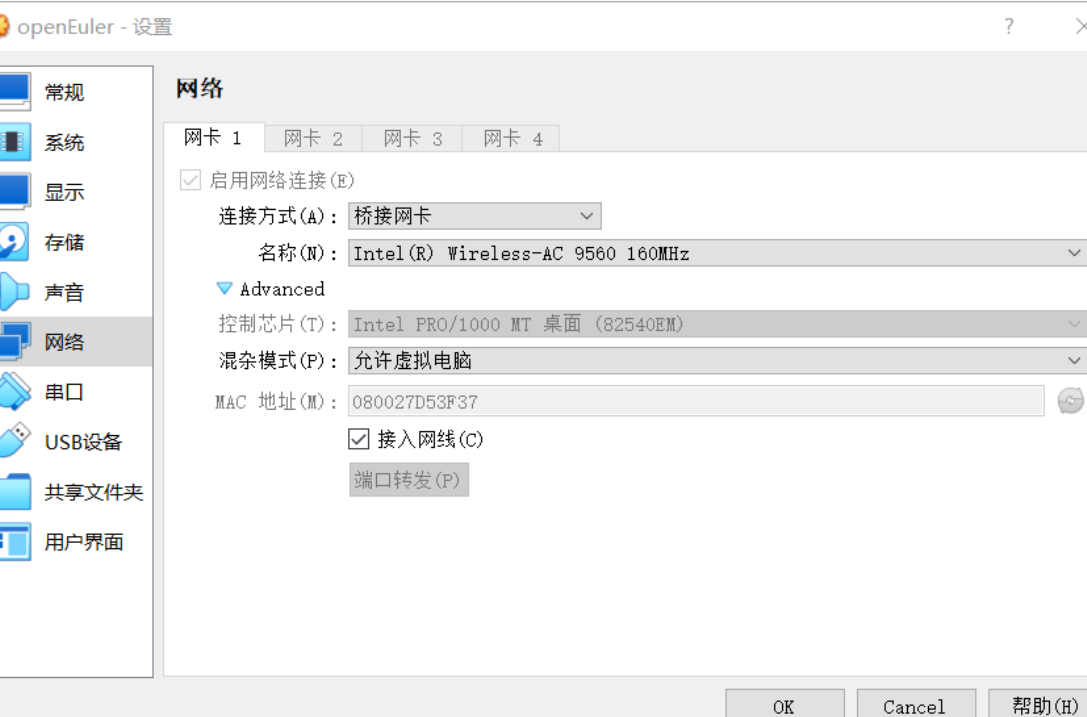 openEuler - 设置
?
常规
系统
显示
存储
声音
网络
串口
USB设备
共享文件夹
用户界面
网络
网卡 1 网卡 2 网卡 3 网卡 4
启用网络连接(E)
连接方式(A): 桥接网卡
名称(N): Intel(R) Wireless-AC 9560 160MHz
Advanced
控制芯片(T): Intel PRO/1000 MT 桌面 (82540EM)
混杂模式(P): 允许虚拟电脑
MAC 地址(M): 080027D53F37
接入网线(C)
端口转发(P)
OK Cancel 帮助(H)